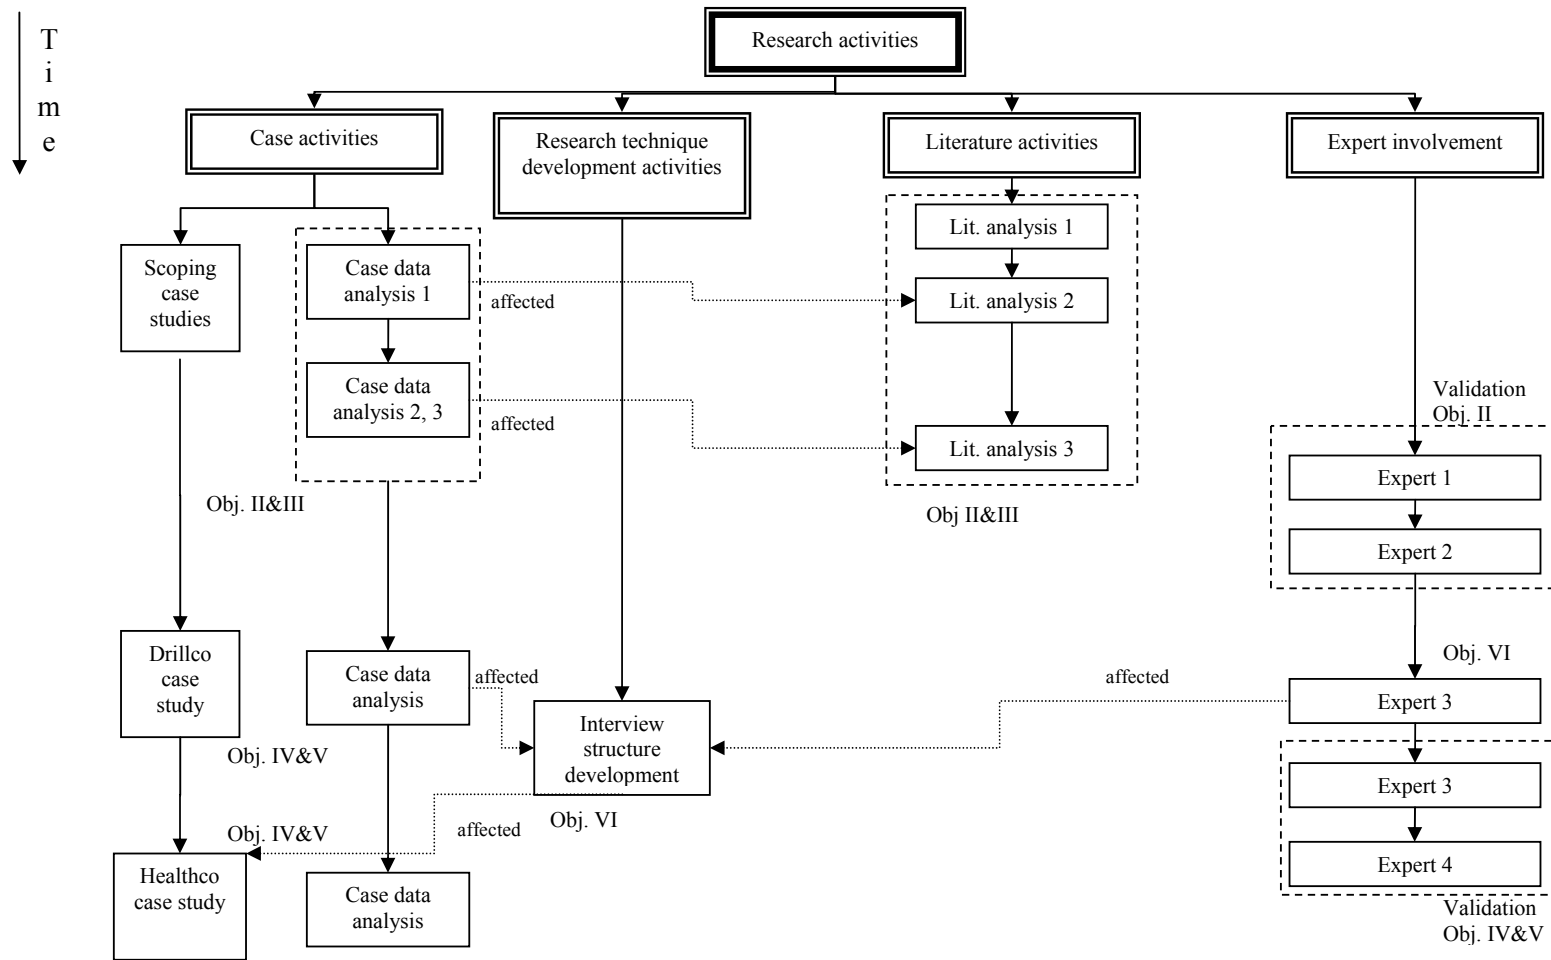 Research activities
T
i
m
e
Case activities
Research technique
development activities
Literature activities
Expert involvement
Scoping
case
studies
Case data
analysis 1
affected
Lit. analysis 1
Lit. analysis 2
Case data
analysis 2, 3
affected
Lit. analysis 3
Validation
Obj. II
Expert 1
Expert 2
Obj. II&III
Obj II&III
Drillco
case
study
Case data
analysis
affected
Interview
structure
development
affected
Obj. VI
Expert 3
Obj. IV&V
Expert 3
Obj. IV&V
affected
Obj. VI
Healthco
case study
Case data
analysis
Expert 4
Validation
Obj. IV&V